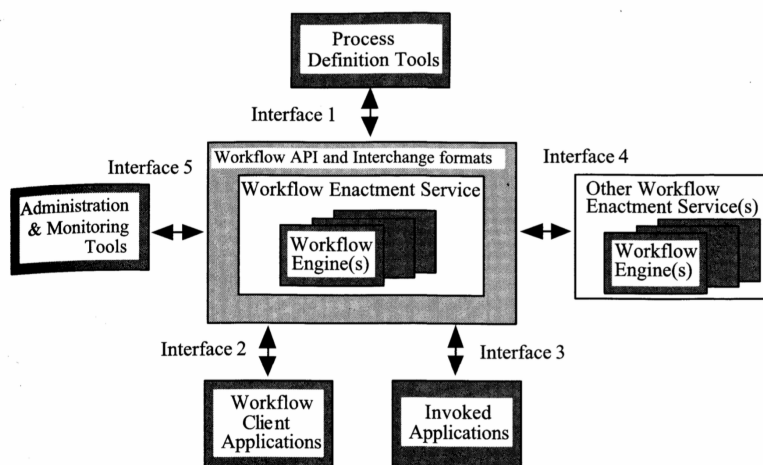 Process
Definition Tools
Interface 1
Interface 5
Workflow API and Interchange formats
Interface 4
Administration
& Monitoring
Tools
Workflow Enactment Service
Workflow
Engine(s)
Other Workflow
Enactment Service(s)
Workflow
Engine(s)
Interface 2
Interface 3
Workflow
Client
Applications
Invoked
Applications